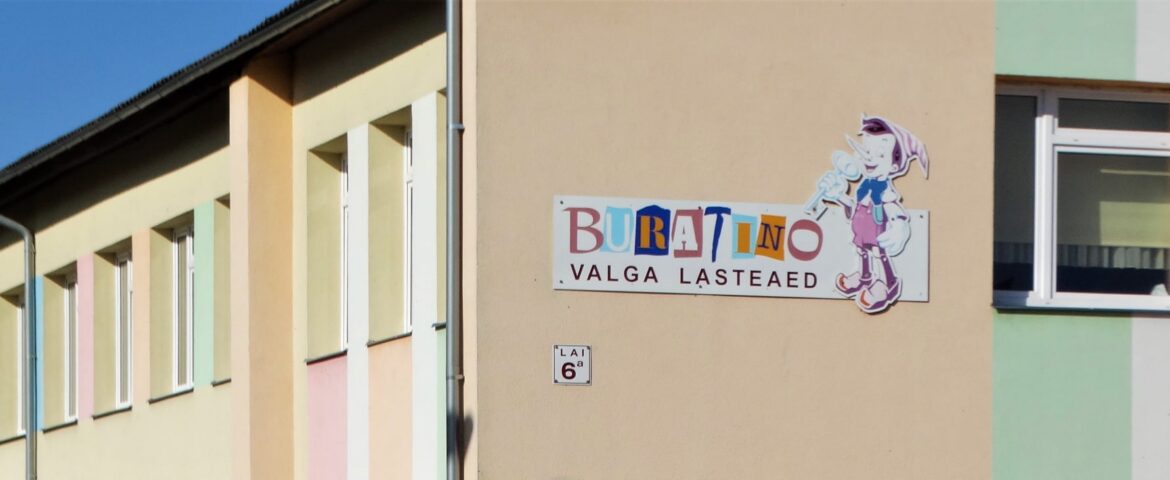 BURATINO
VALGA LASTEAED
LAI
6a